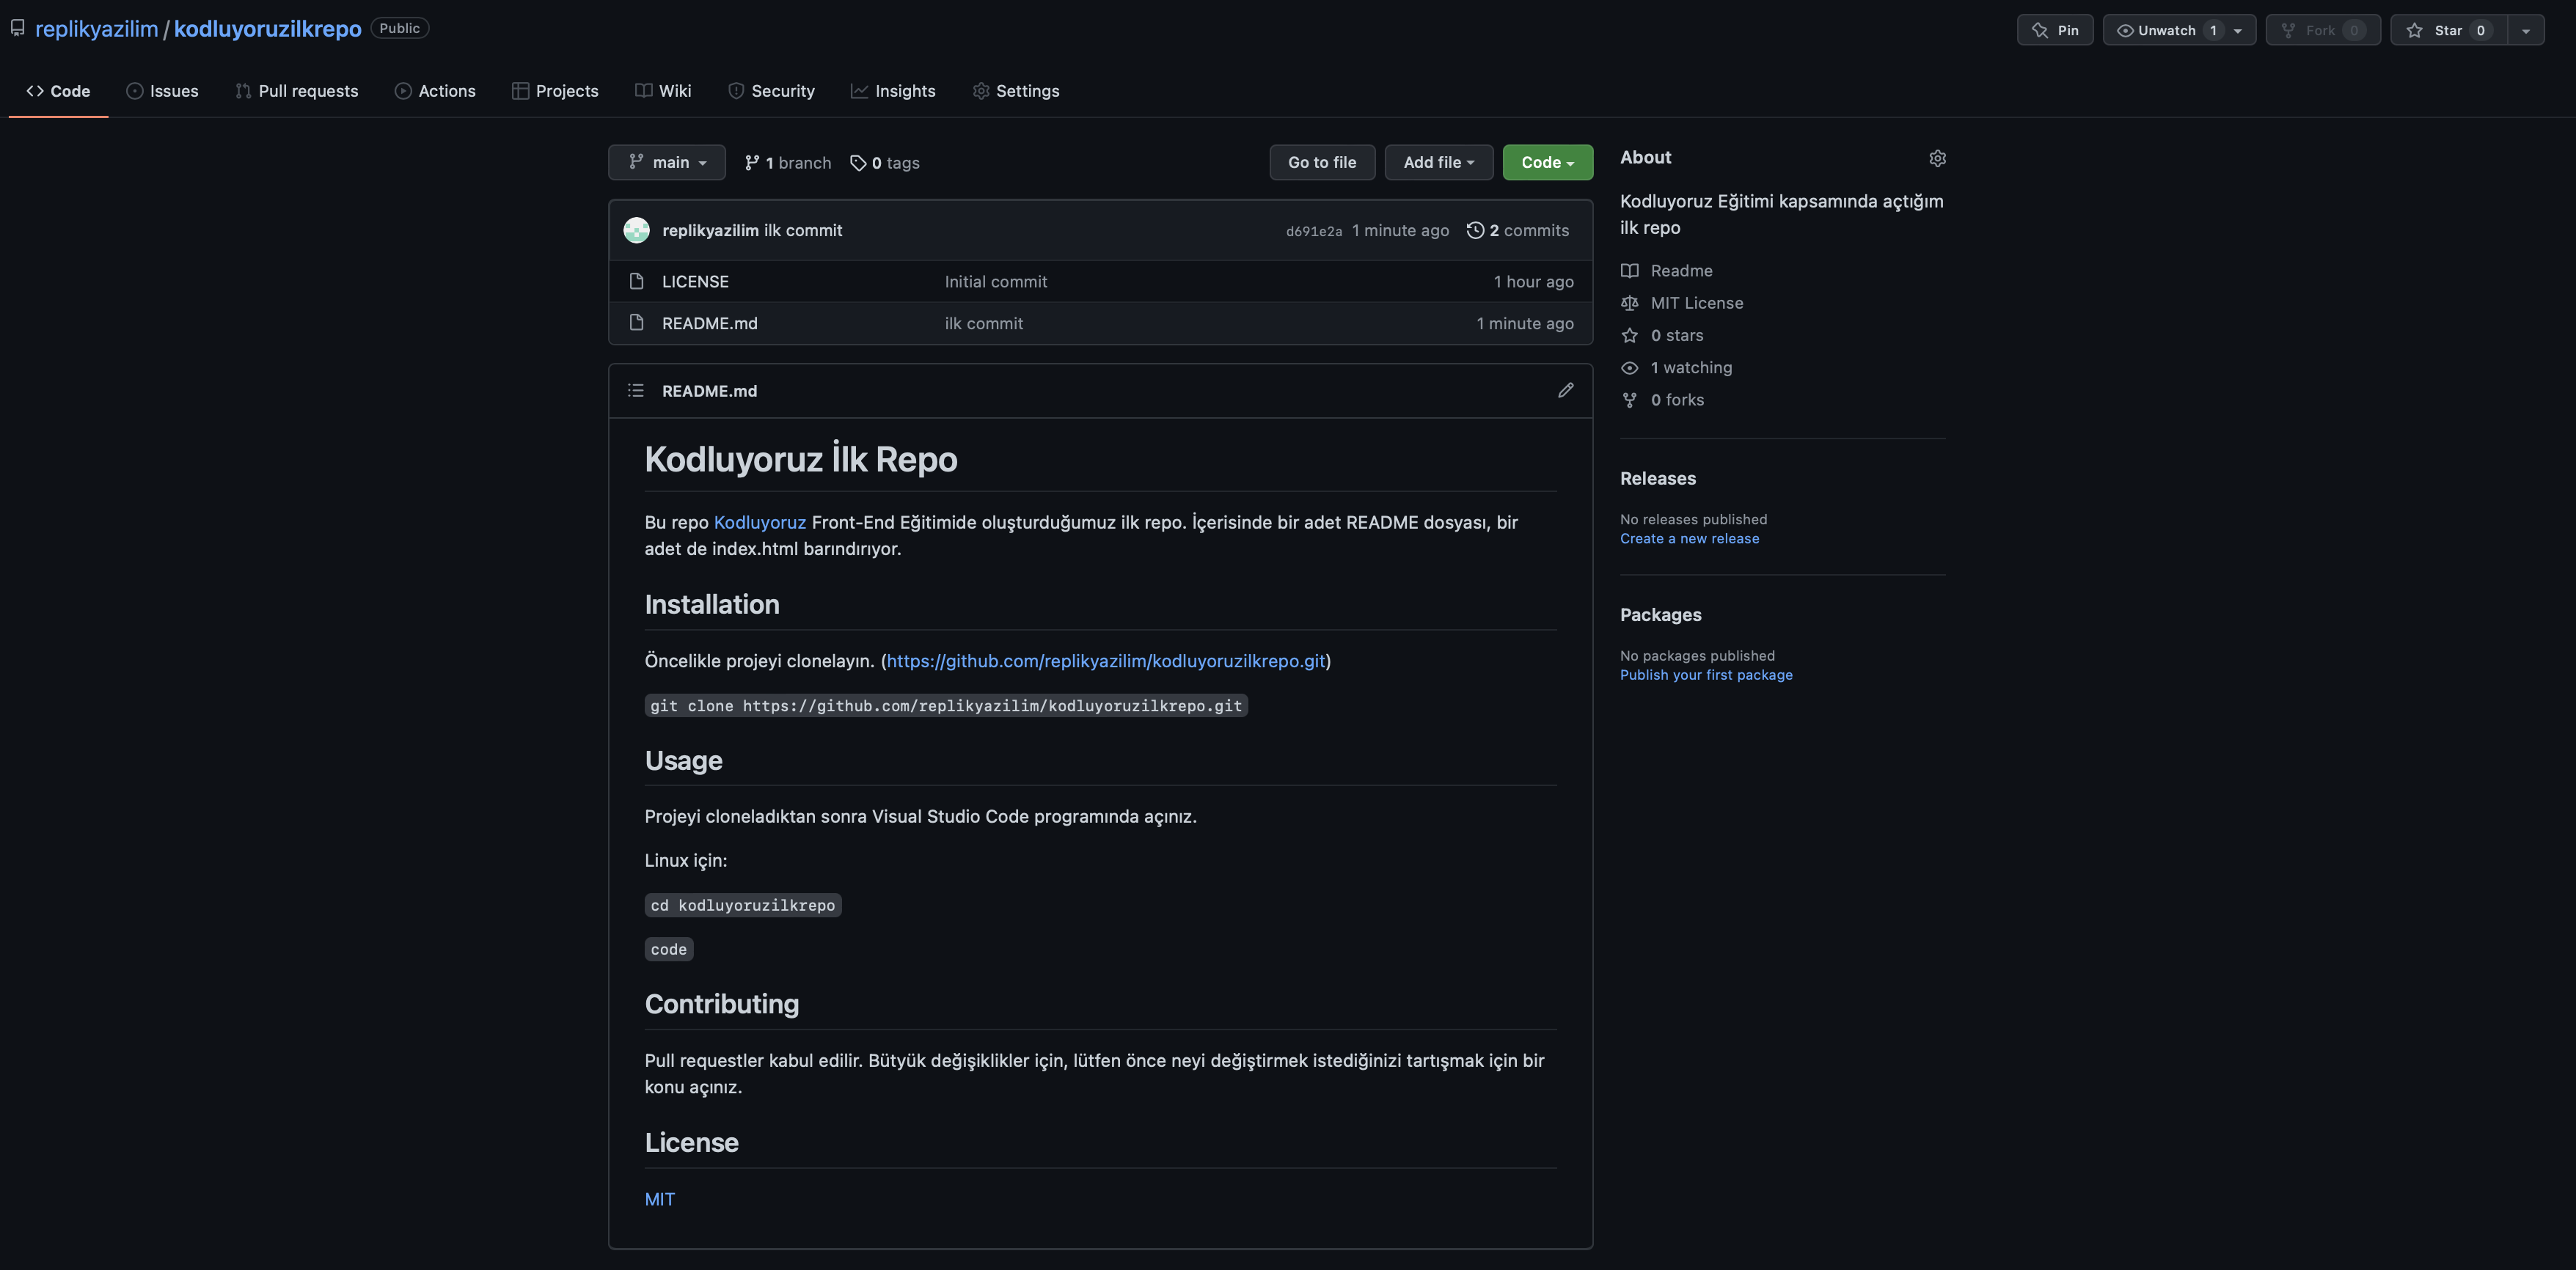 replikyazilim / kodluyoruzilkrepo Public
Pin Unwatch 1 Fork 0 Star 0
Code Issues Pull requests Actions Projects Wiki Security Insights Settings
main 1 branch 0 tags Go to file Add file Code
replikyazilim ilk commit d691e2a 1 minute ago 2 commits
LICENSE Initial commit 1 hour ago
README.md ilk commit 1 minute ago
README.md
Kodluyoruz İlk Repo
Bu repo Kodluyoruz Front-End Eğitimide oluşturduğumuz ilk repo. İçerisinde bir adet README dosyası, bir
adet de index.html barındırıyor.
Installation
Öncelikle projeyi clonelayın. (https://github.com/replikyazilim/kodluyoruzilkrepo.git)
git clone https://github.com/replikyazilim/kodluyoruzilkrepo.git
Usage
Projeyi cloneladıktan sonra Visual Studio Code programında açınız.
Linux için:
cd kodluyoruzilkrepo
code
Contributing
Pull requestler kabul edilir. Bütyük değişiklikler için, lütfen önce neyi değiştirmek istediğinizi tartışmak için bir
konu açınız.
License
MIT
About
Kodluyoruz Eğitimi kapsamında açtığım
ilk repo
Readme
MIT License
0 stars
1 watching
0 forks
Releases
No releases published
Create a new release
Packages
No packages published
Publish your first package